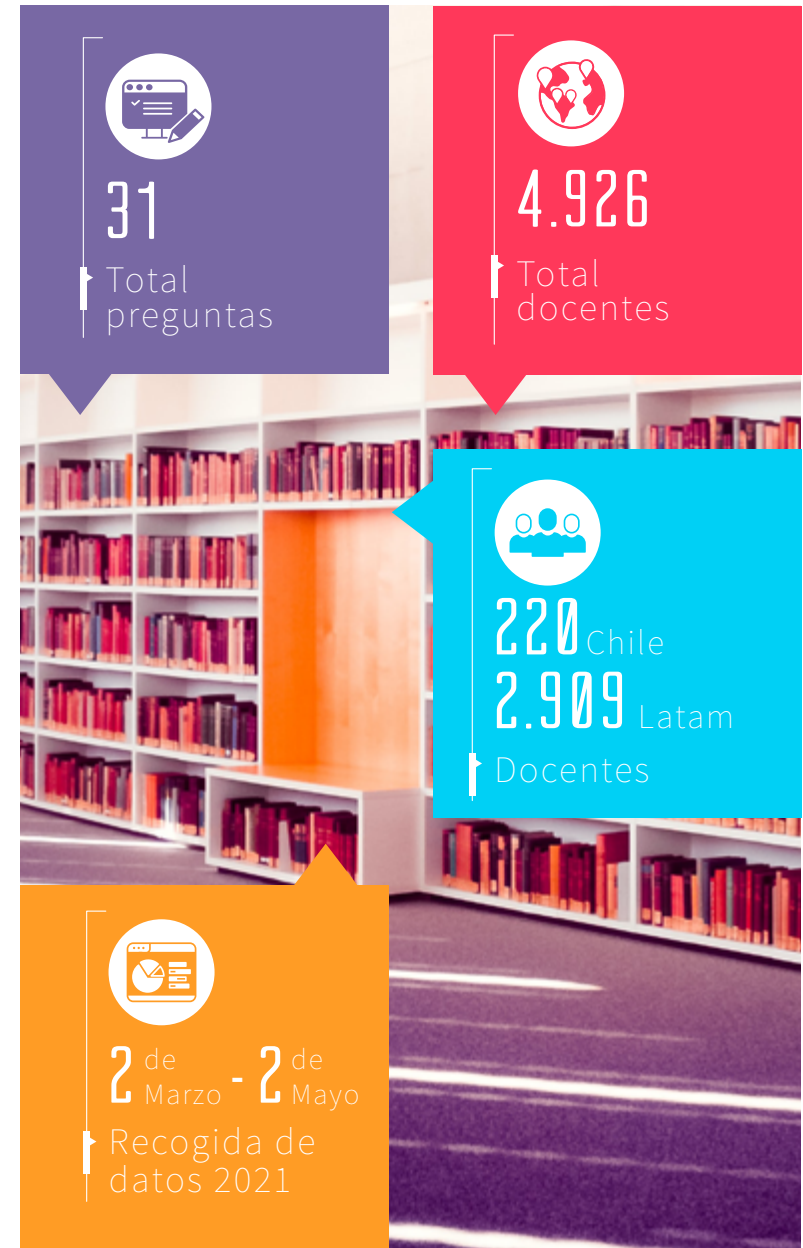 31
Total
preguntas
4.926
Total
docentes
220 Chile
2.909 Latam
Docentes
2 de Marzo - 2 de Mayo
Recogida de
datos 2021